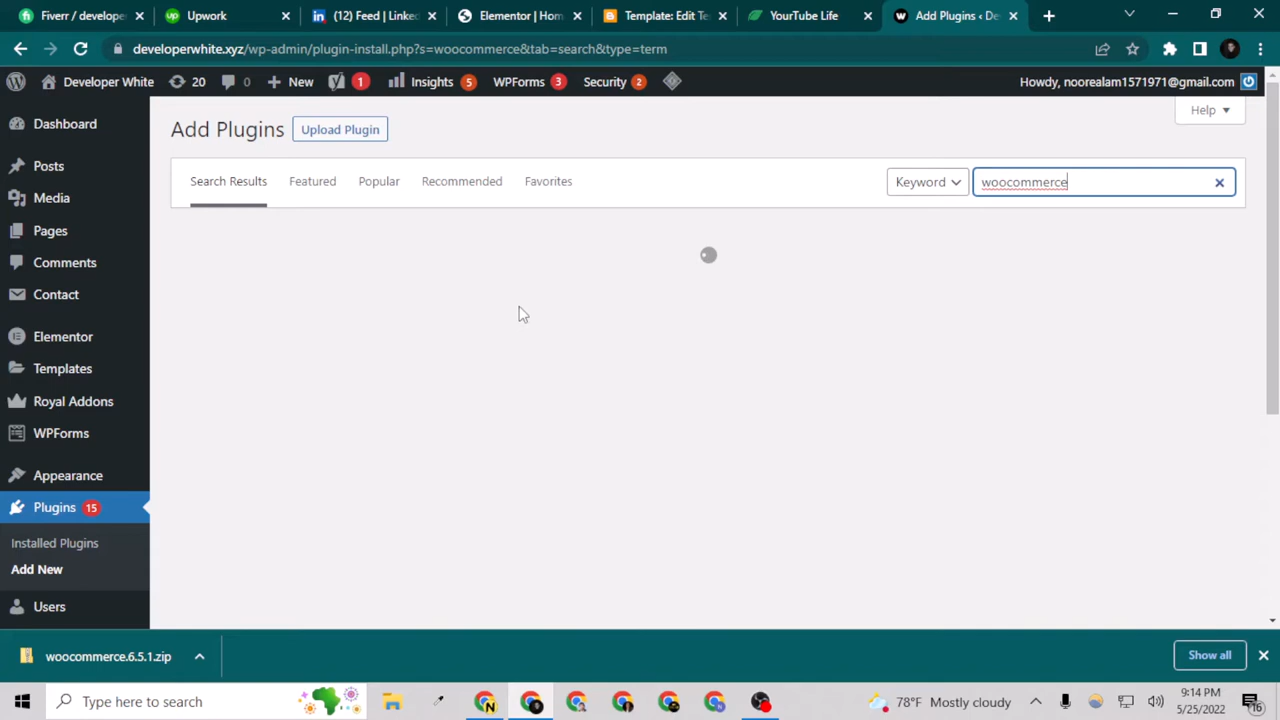 Fiverr / develope
Upwork
(12) Feed | Linke
Elementor | Hom
Template: Edit Te
YourTube Life
Add Plugins ‹ De
developerwhite.xyz/wp-admin/plugin-install.php?s=woocommerce&tab=search&type=term
Developer White 20 0 New 1 Insights 5 WPForms 3 Security 2 Howdy, noorealam1571971@gmail.com
Help
Add Plugins Upload Plugin
Search Results Featured Popular Recommended Favorites Keyword woocommerce
Dashboard
Posts
Media
Pages
Comments
Contact
Elementor
Templates
Royal Addons
WPForms
Appearance
Plugins 15
Installed Plugins
Add New
Users
woocommerce.6.5.1.zip Show all
Type here to search 78°F Mostly cloudy 9:14 PM
5/25/2022 16